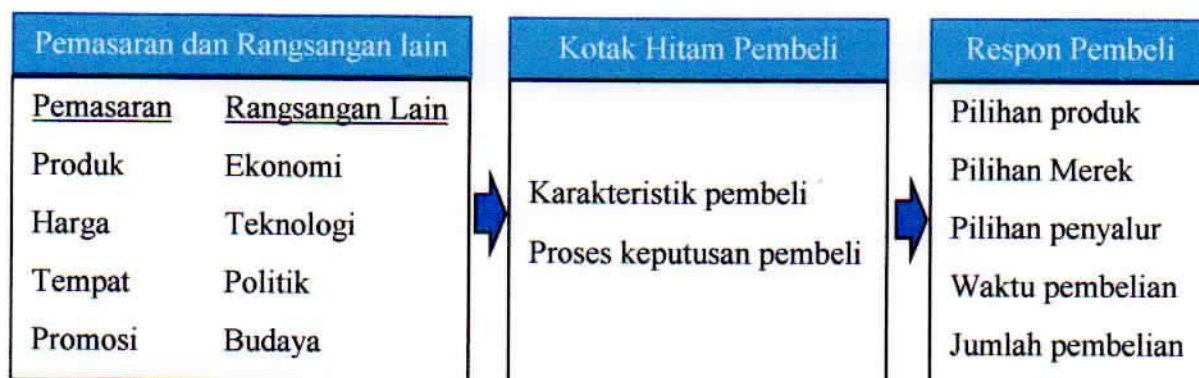 Pemasaran dan Rangsangan lain
Pemasaran Rangsangan Lain
Produk Ekonomi
Harga Teknologi
Tempat Politik
Promosi Budaya
Kotak Hitam Pembeli
Karakteristik pembeli
Proses keputusan pembeli
Respon Pembeli
Pilihan produk
Pilihan Merek
Pilihan penyalur
Waktu pembelian
Jumlah pembelian